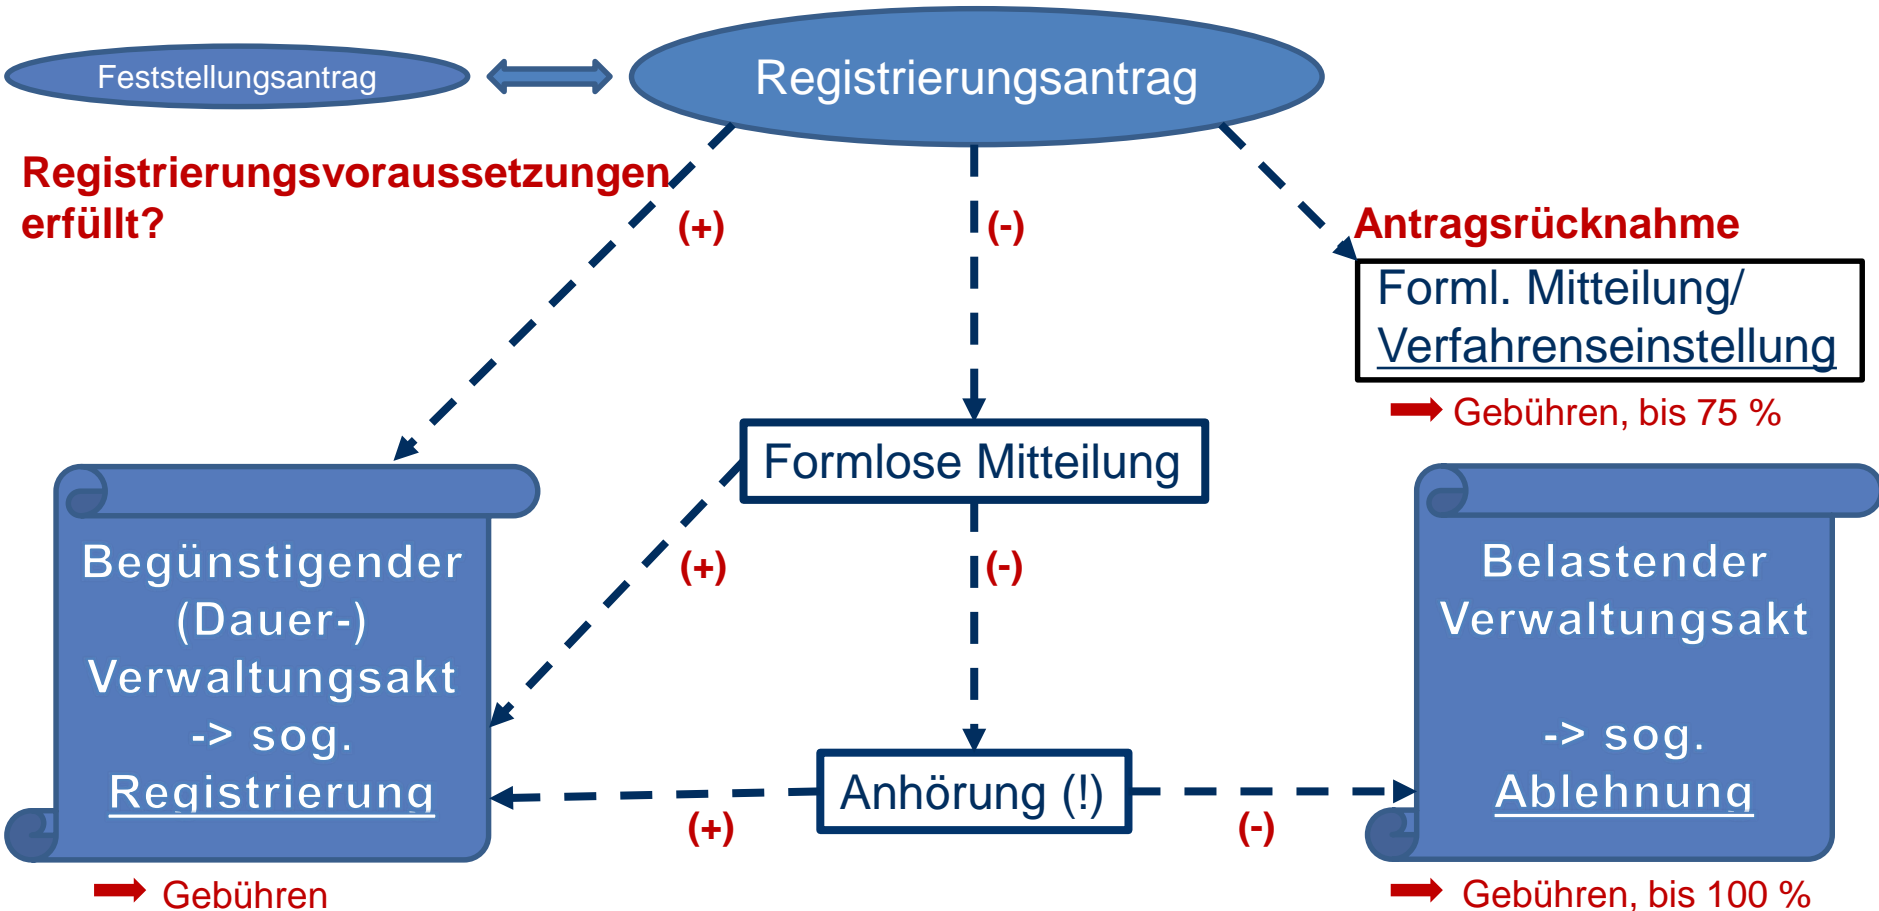 Feststellungsantrag
Registrierungsantrag
Registrierungsvoraussetzungen
erfüllt?
(+)
(-)
Antragsrücknahme
Forml. Mitteilung/
Verfahrenseinstellung
Gebühren, bis 75 %
Formlose Mitteilung
(+)
(-)
Begünstigender
(Dauer-)
Verwaltungsakt
-> sog.
Registrierung
Gebühren
Anhörung (!)
(+)
(-)
Belastender
Verwaltungsakt
-> sog.
Ablehnung
Gebühren, bis 100 %